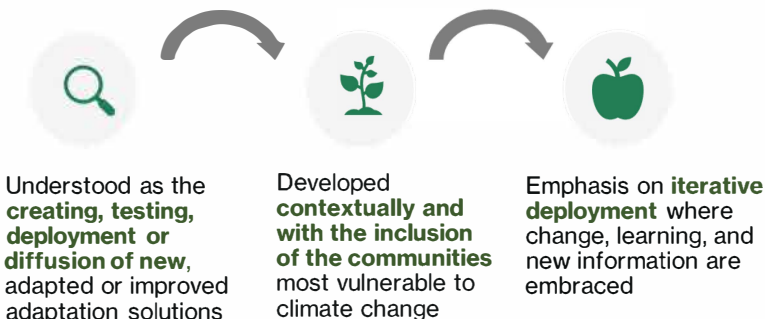 Understood as the
creating, testing,
deployment or
diffusion of new,
adapted or improved
adaptation solutions
Developed
contextually and
with the inclusion
of the communities
most vulnerable to
climate change
Emphasis on iterative
deployment where
change, learning, and
new information are
embraced